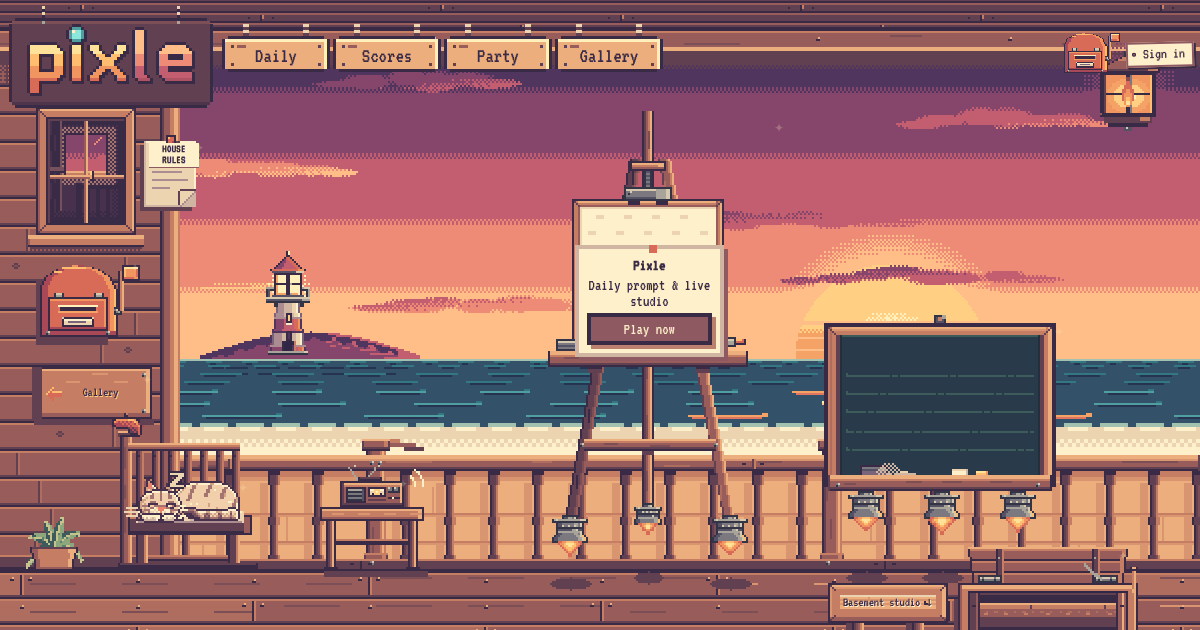 pixle
Daily
Scores
Party
Gallery
Sign in
HOUSE
RULES
Pixle
Daily prompt & live
studio
Play now
Gallery
Z
Basement studio